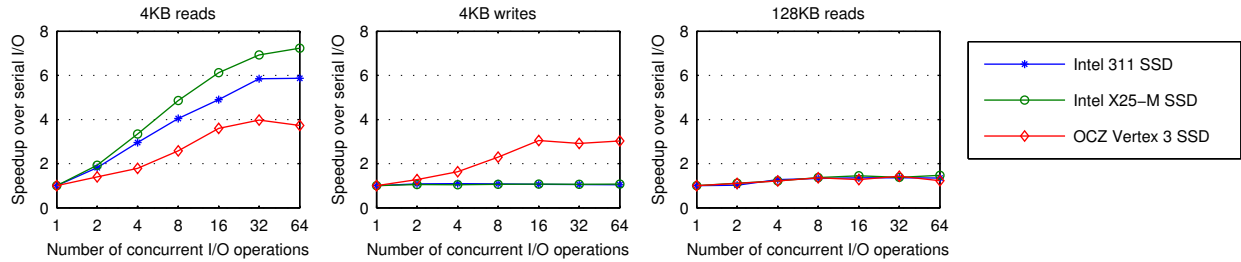 4KB reads
8
6
4
2
0
1 2 4 8 16 32 64
Speedup over serial I/O
Number of concurrent I/O operations
4KB writes
8
6
4
2
0
1 2 4 8 16 32 64
Speedup over serial I/O
Number of concurrent I/O operations
128KB reads
8
6
4
2
0
1 2 4 8 16 32 64
Speedup over serial I/O
Number of concurrent I/O operations
Intel 311 SSD
Intel X25−M SSD
OCZ Vertex 3 SSD